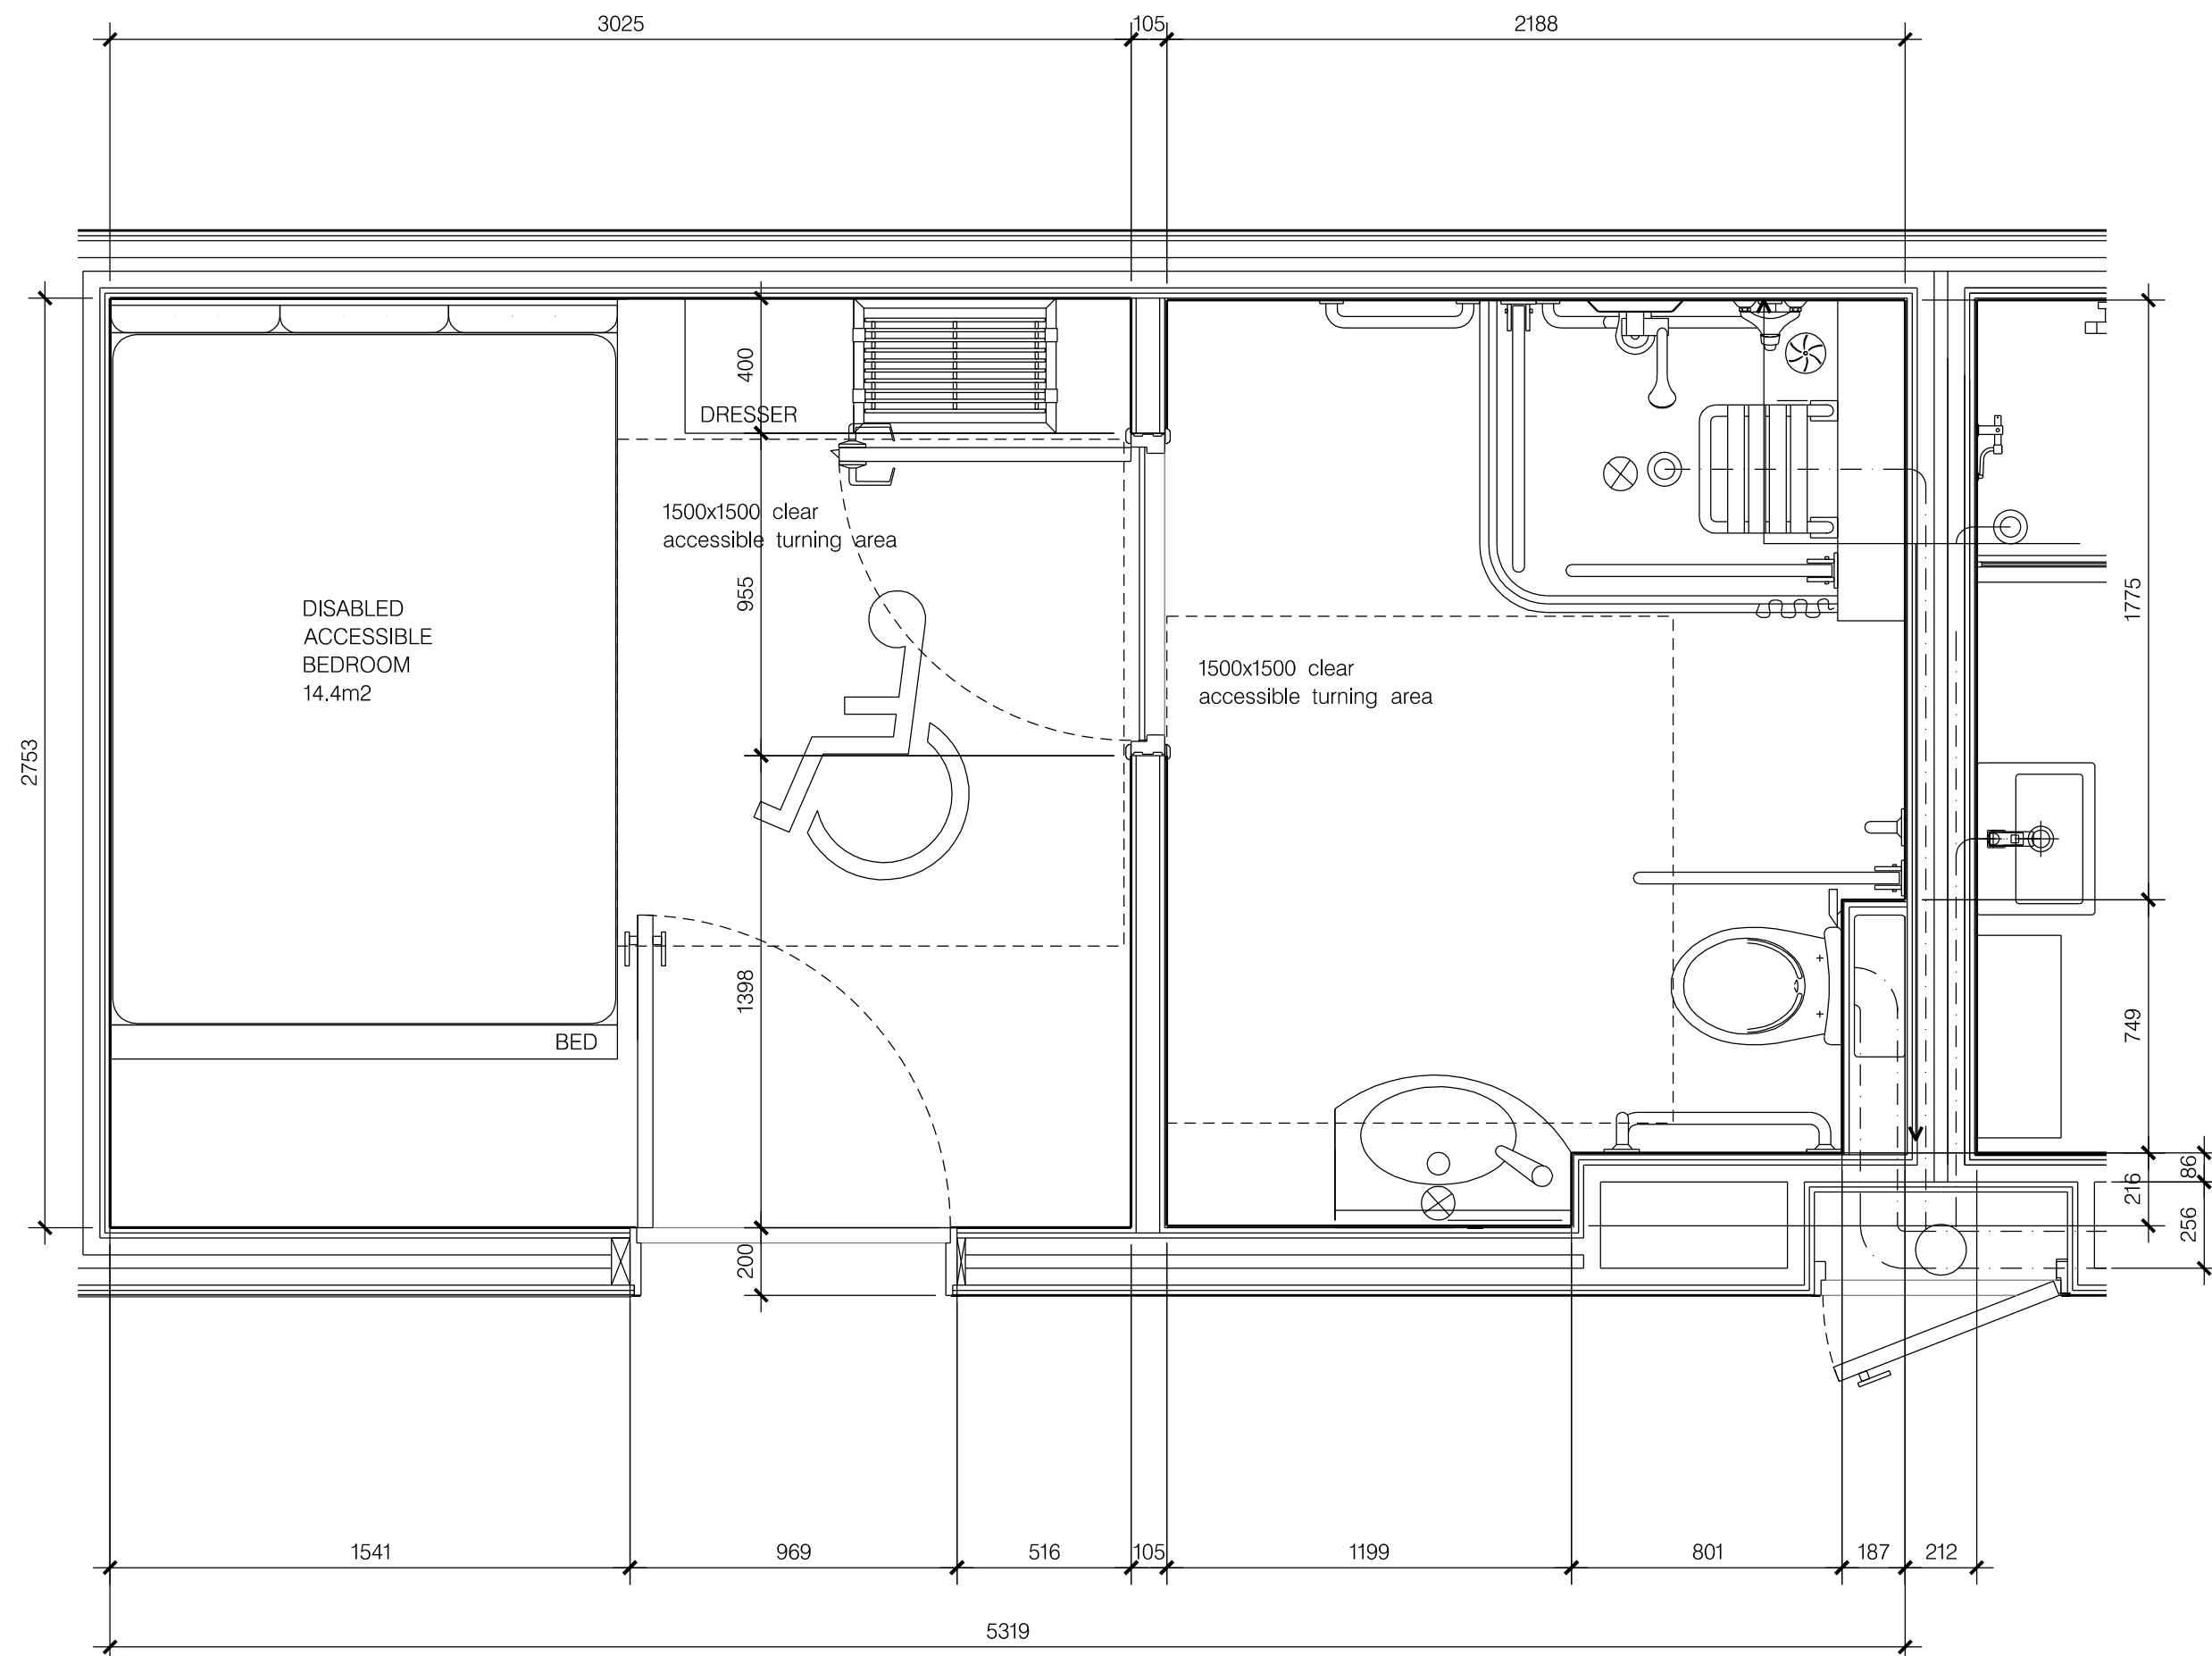 3025
105
2188
400
DRESSER
1500x1500 clear
accessible turning area
955
DISABLED
ACCESSIBLE
BEDROOM
14.4m2
1500x1500 clear
accessible turning area
1775
2753
1398
749
BED
86
216
256
200
1541
969
516
105
1199
801
187
212
5319